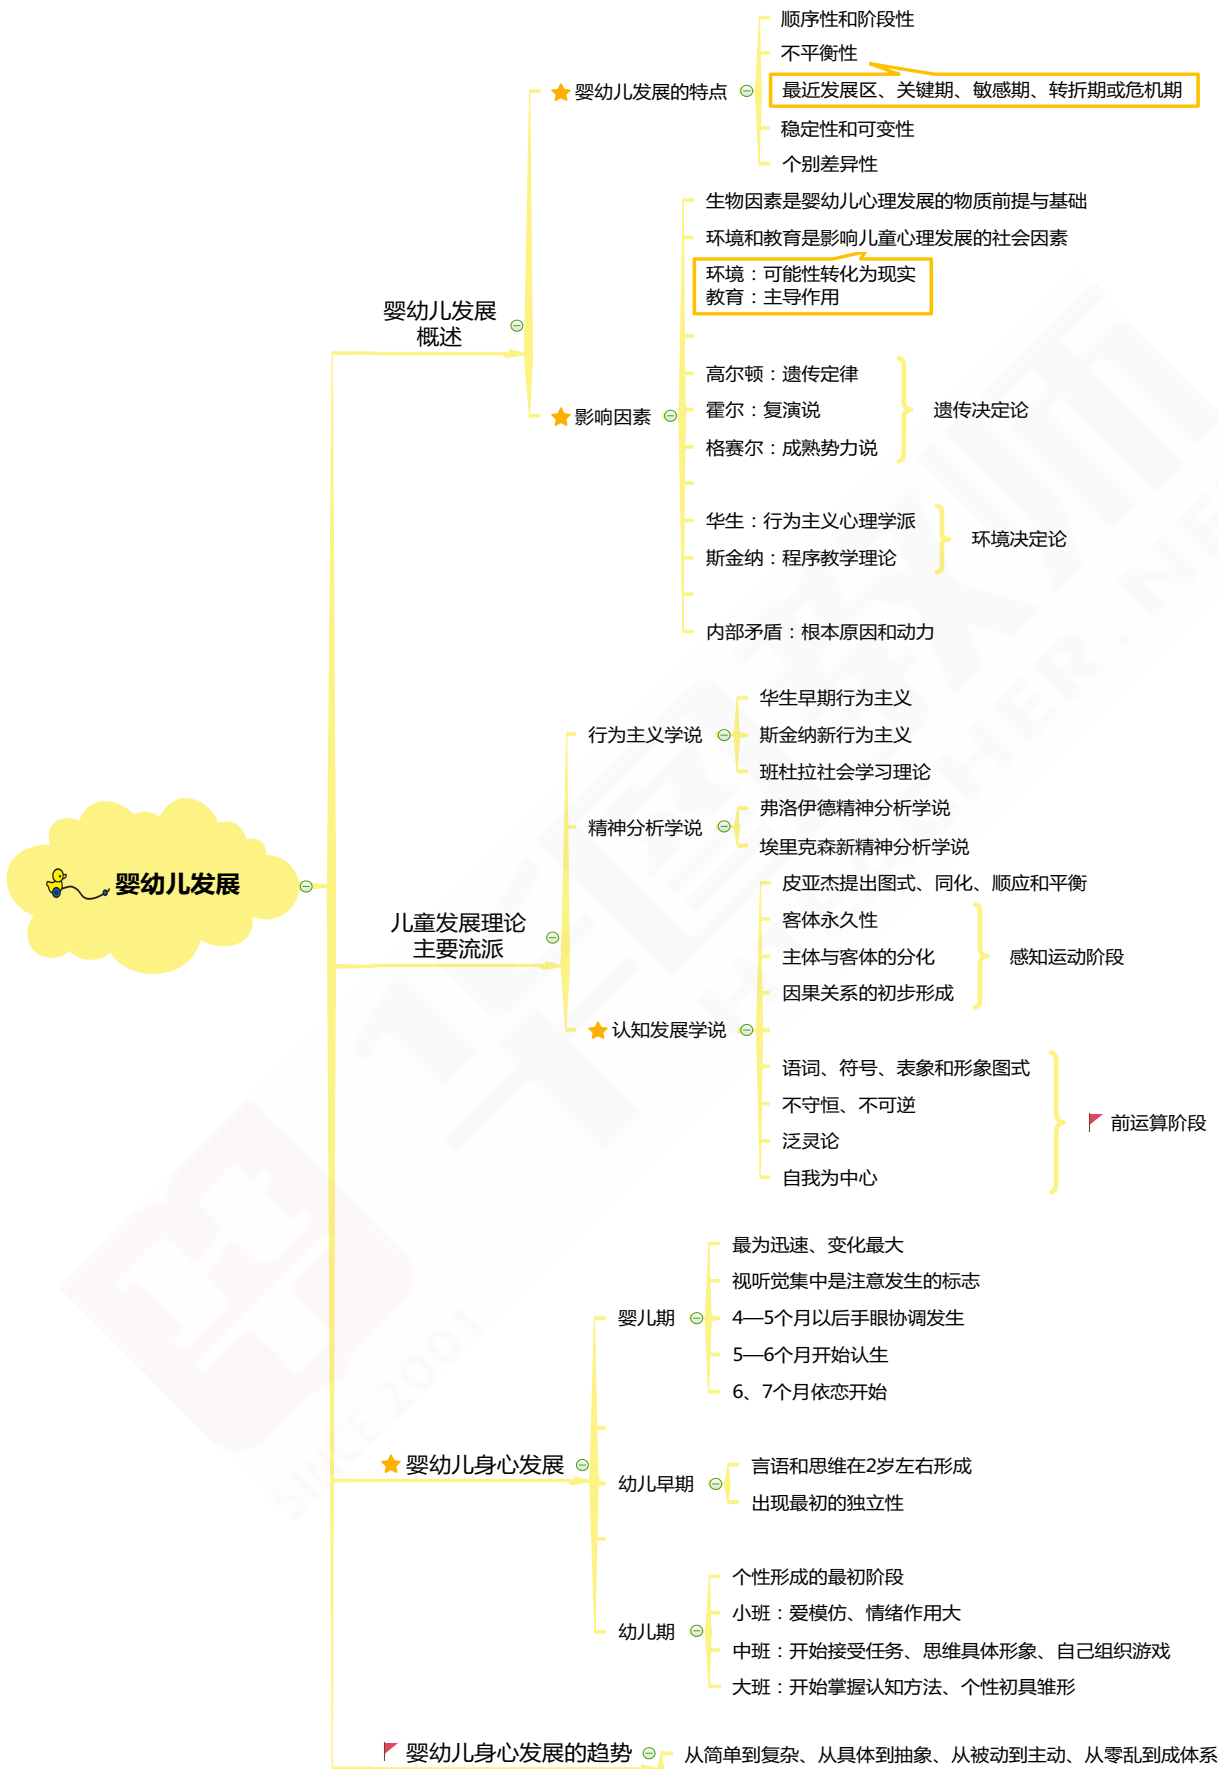 婴幼儿发展
婴幼儿发展
概述
婴幼儿发展的特点
顺序性和阶段性
不平衡性
最近发展区、关键期、敏感期、转折期或危机期
稳定性和可变性
个别差异性
影响因素
生物因素是婴幼儿心理发展的物质前提与基础
环境和教育是影响儿童心理发展的社会因素
环境：可能性转化为现实
教育：主导作用
高尔顿：遗传定律
霍尔：复演说
格赛尔：成熟势力说
遗传决定论
华生：行为主义心理学派
斯金纳：程序教学理论
环境决定论
内部矛盾：根本原因和动力
儿童发展理论
主要流派
行为主义学说
华生早期行为主义
斯金纳新行为主义
班杜拉社会学习理论
精神分析学说
弗洛伊德精神分析学说
埃里克森新精神分析学说
认知发展学说
皮亚杰提出图式、同化、顺应和平衡
客体永久性
主体与客体的分化
因果关系的初步形成
感知运动阶段
语词、符号、表象和形象图式
不守恒、不可逆
泛灵论
自我为中心
前运算阶段
婴幼儿身心发展
婴儿期
最为迅速、变化最大
视听觉集中是注意发生的标志
4—5个月以后手眼协调发生
5—6个月开始认生
6、7个月依恋开始
幼儿早期
言语和思维在2岁左右形成
出现最初的独立性
幼儿期
个性形成的最初阶段
小班：爱模仿、情绪作用大
中班：开始接受任务、思维具体形象、自己组织游戏
大班：开始掌握认知方法、个性初具雏形
婴幼儿身心发展的趋势
从简单到复杂、从具体到抽象、从被动到主动、从零乱到成体系
SINCE 2001